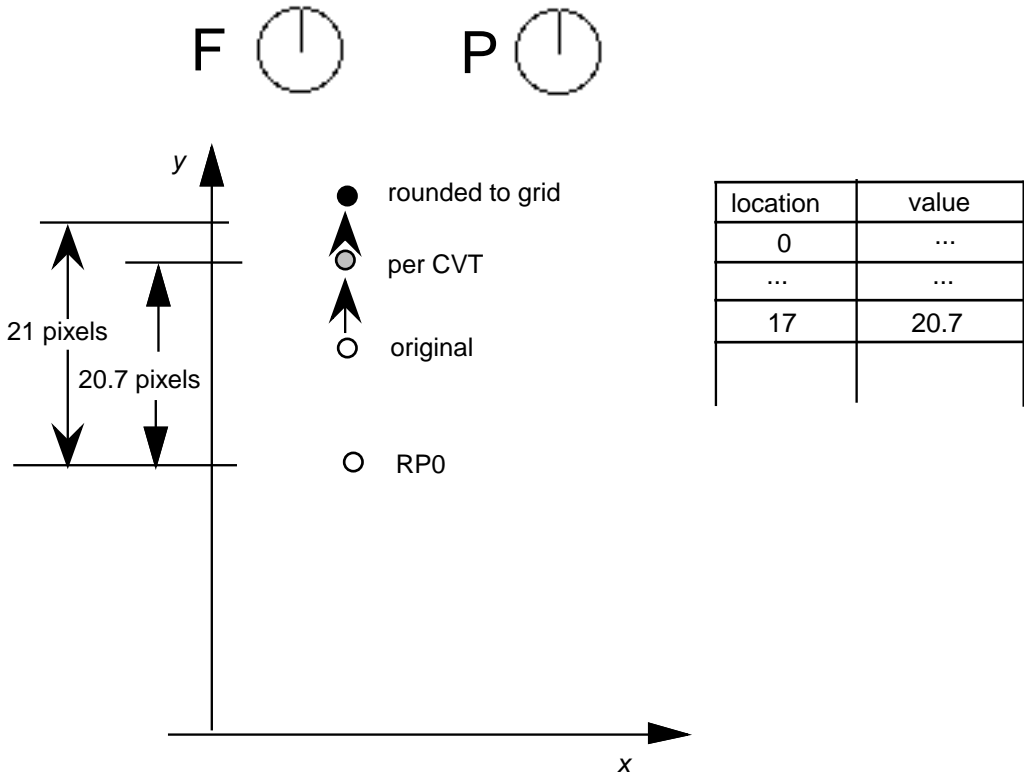 F P
y
rounded to grid
per CVT
original
RP0
21 pixels
20.7 pixels
x
location value
0 ...
... ...
17 20.7